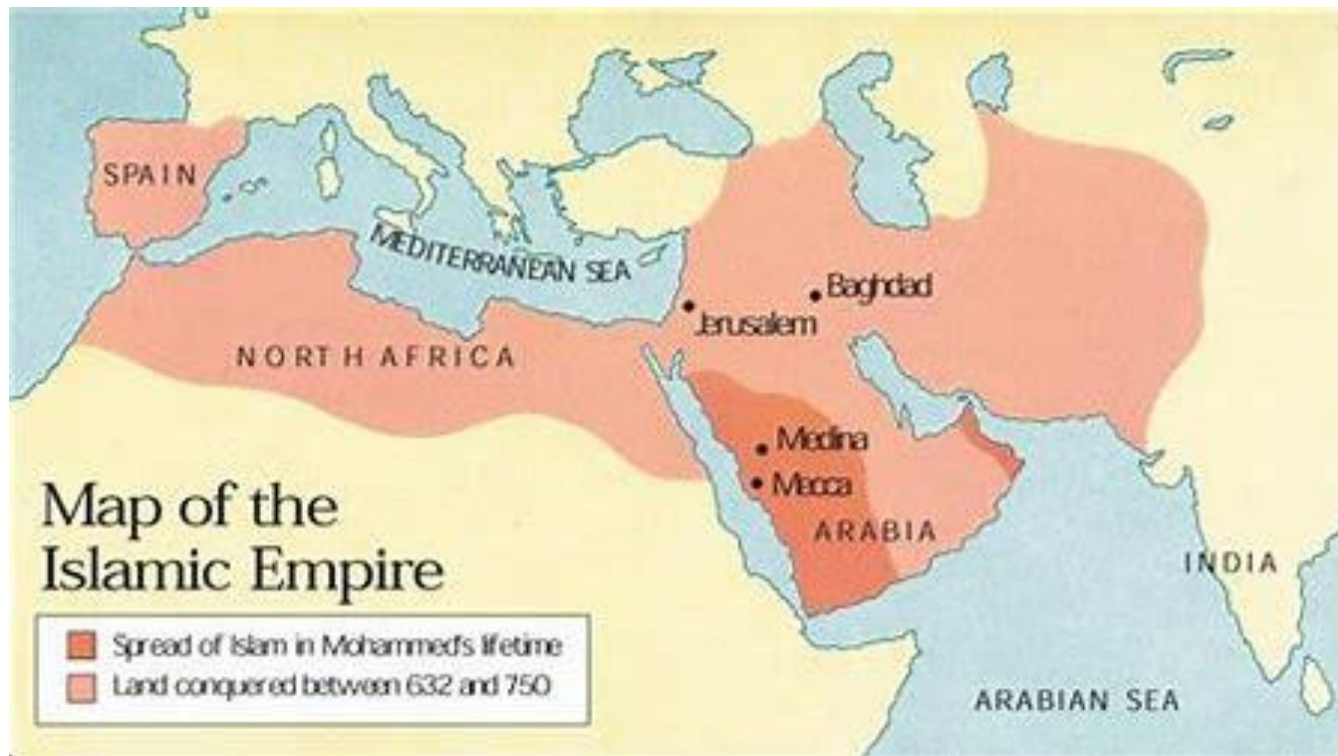 SPAIN
MEDITERRANEAN SEA
Baghdad
Jerusalem
NORTH AFRICA
Medina
Mecca
ARABIA
INDIA
ARABIAN SEA
Map of the
Islamic Empire
Spread of Islam in Mohammed's lifetime
Land conquered between 632 and 750